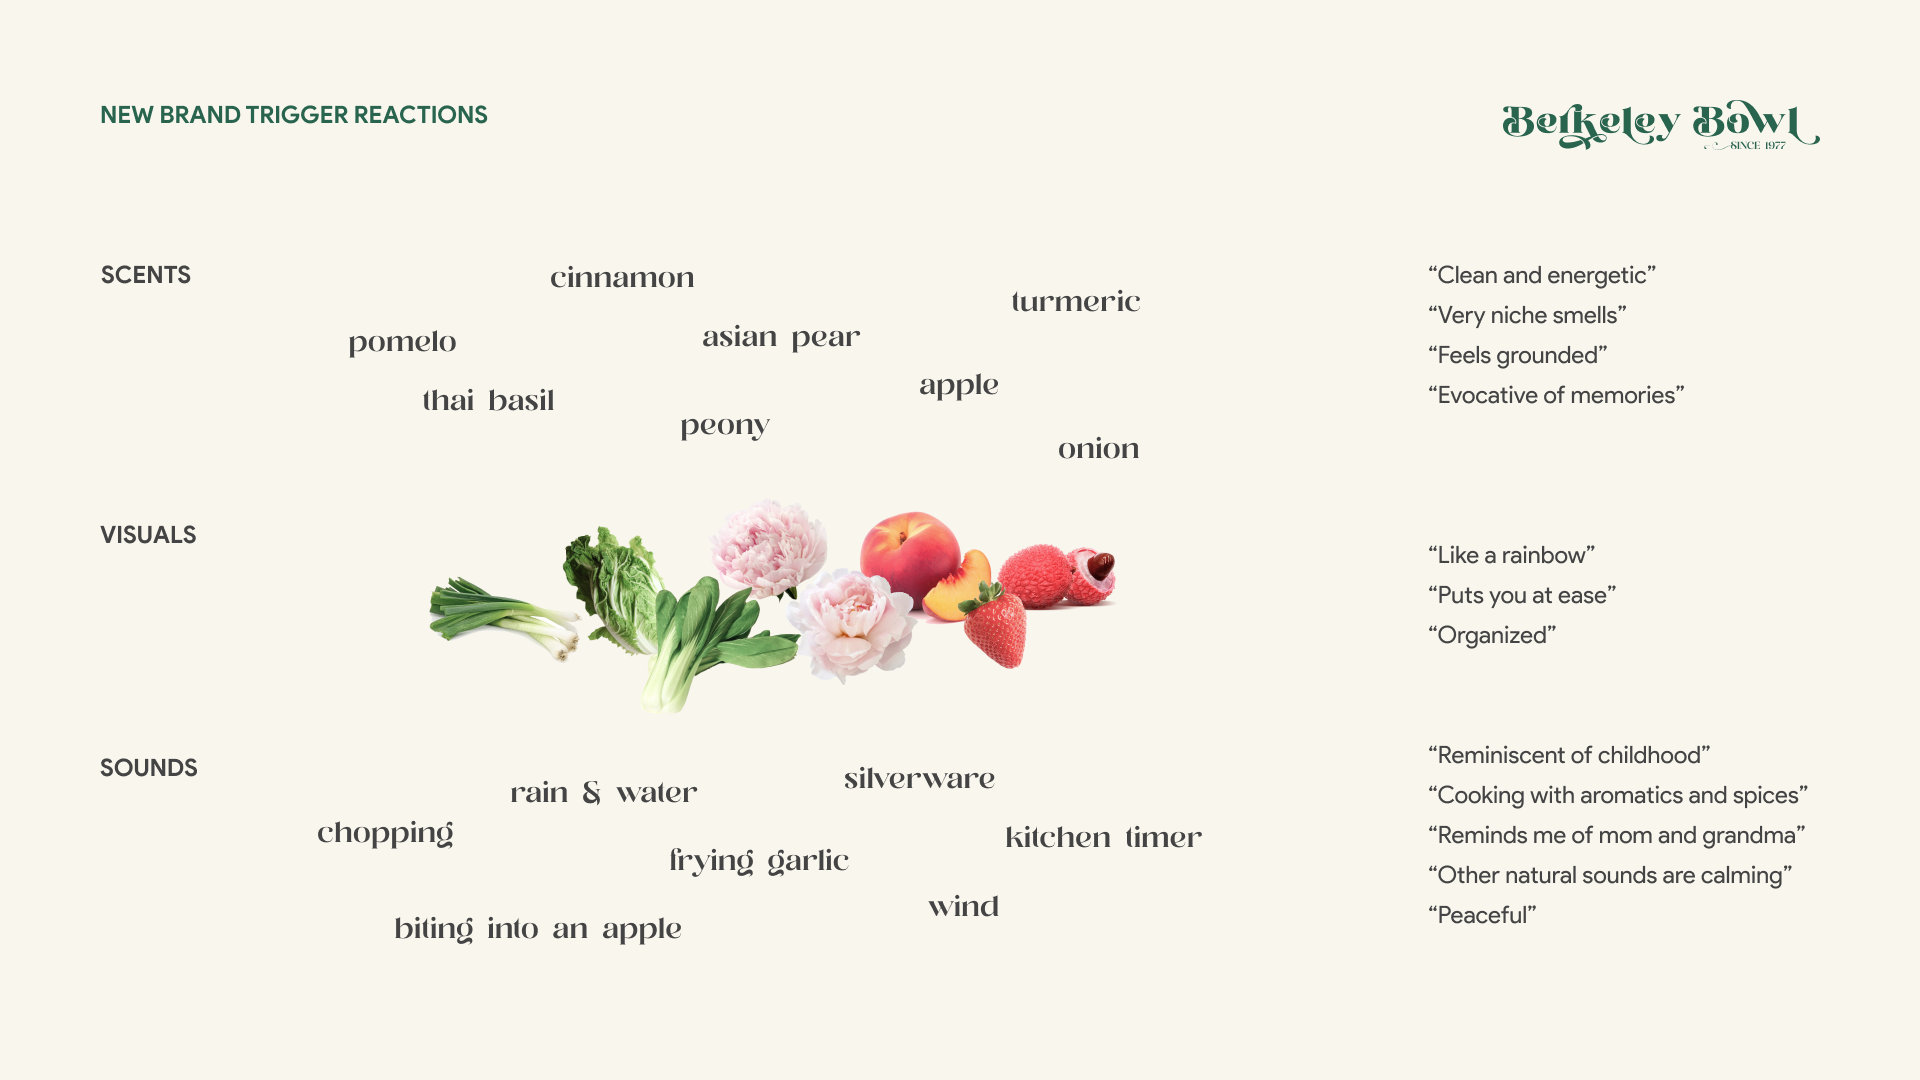 NEW BRAND TRIGGER REACTIONS
Berkeley Bowl
SINCE 1977
SCENTS
cinnamon
turmeric
pomelo
asian pear
apple
thai basil
peony
onion
“Clean and energetic”
“Very niche smells”
“Feels grounded”
“Evocative of memories”
VISUALS
“Like a rainbow”
“Puts you at ease”
“Organized”
SOUNDS
rain & water
silverware
chopping
kitchen timer
frying garlic
wind
biting into an apple
“Reminiscent of childhood”
“Cooking with aromatics and spices”
“Reminds me of mom and grandma”
“Other natural sounds are calming”
“Peaceful”